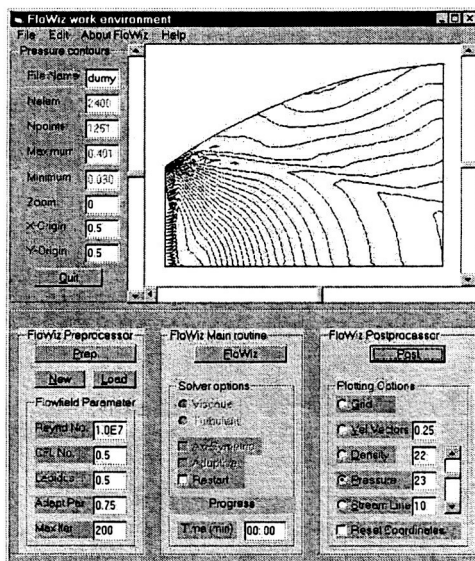 FloWiz work environment
File Edit About FloWiz Help
Pressure contours
File Name dumy
Nelem 2400
Npoints 1251
Maximum 0.401
Minimum 0.030
Zoom 0
X-Origin 0.5
Y-Origin 0.5
Quit
FloWiz Preprocessor
Prep
New Load
Flowfield Parameter
Reynd No. 1.0E7
CFL No. 0.5
0.5
Adapt Par 0.75
Max Iter 200
FloWiz Main routine
FloWiz
Solver options
Viscous
Turbulent
Adaptive
Restart
Progress
Time (min) 00:00
FloWiz Postprocessor
Post
Plotting Options
Grid
Vel Vectors 0.25
Density 22
Pressure 23
Stream Line 10
Reset Coordinates